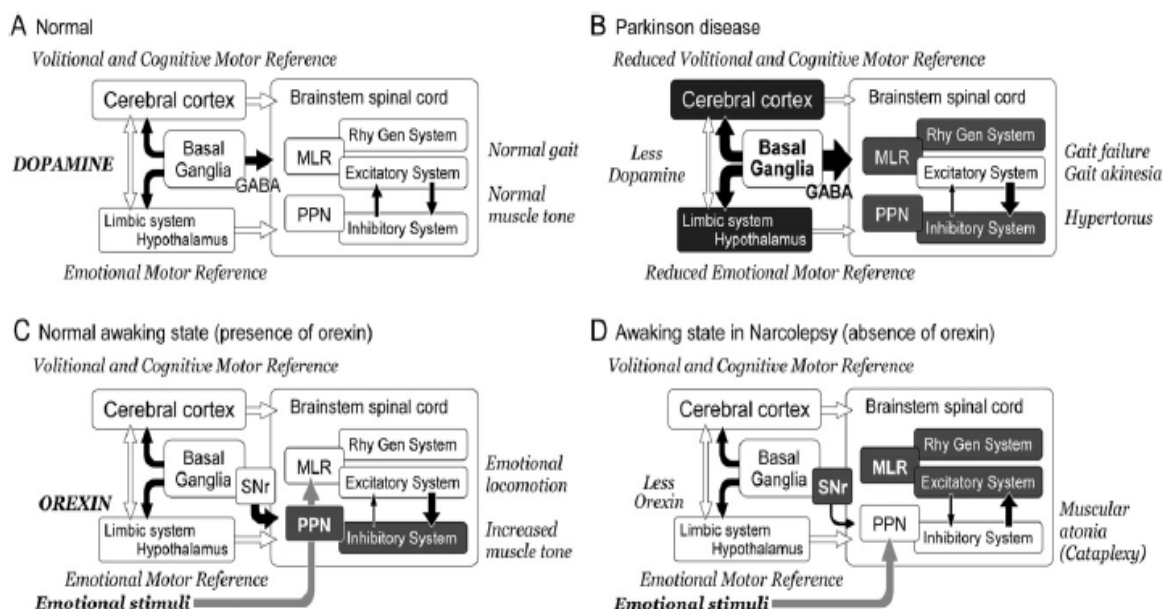 A Normal
Volitional and Cognitive Motor Reference
Cerebral cortex
Brainstem spinal cord
DOPAMINE
Basal
Ganglia
GABA
MLR
Rhy Gen System
Excitatory System
PPN
Inhibitory System
Normal gait
Normal
muscle tone
Limbic system
Hypothalamus
Emotional Motor Reference
B Parkinson disease
Reduced Volitional and Cognitive Motor Reference
Cerebral cortex
Brainstem spinal cord
Less
Dopamine
Basal
Ganglia
GABA
MLR
Rhy Gen System
Excitatory System
PPN
Inhibitory System
Gait failure
Gait akinesia
Hypertonus
Limbic system
Hypothalamus
Reduced Emotional Motor Reference
C Normal awaking state (presence of orexin)
Volitional and Cognitive Motor Reference
Cerebral cortex
Brainstem spinal cord
OREXIN
Basal
Ganglia
SNr
MLR
Rhy Gen System
Excitatory System
PPN
Inhibitory System
Emotional
locomotion
Increased
muscle tone
Limbic system
Hypothalamus
Emotional Motor Reference
Emotional stimuli
D Awaking state in Narcolepsy (absence of orexin)
Volitional and Cognitive Motor Reference
Cerebral cortex
Brainstem spinal cord
Less
Orexin
Basal
Ganglia
SNr
MLR
Rhy Gen System
Excitatory System
PPN
Inhibitory System
Muscular
atonia
(Cataplexy)
Limbic system
Hypothalamus
Emotional Motor Reference
Emotional stimuli